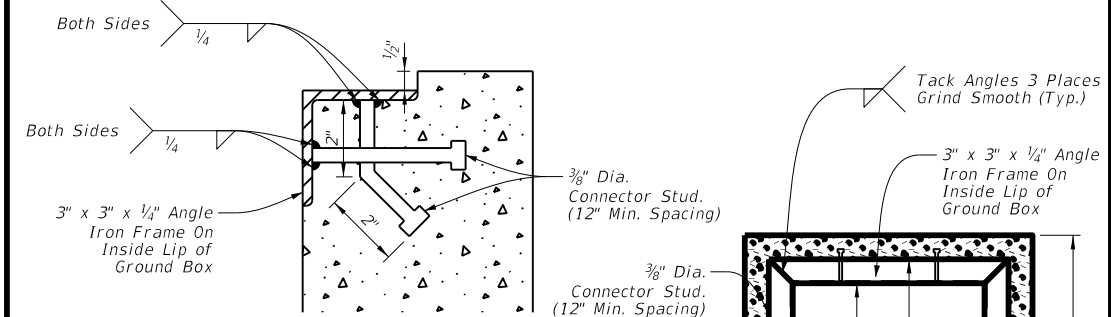 Both Sides
1/4
1/2"
Both Sides
1/4
2"
2"
3/8" Dia.
Connector Stud.
(12" Min. Spacing)
3" x 3" x 1/4" Angle
Iron Frame On
Inside Lip of
Ground Box
Tack Angles 3 Places
Grind Smooth (Typ.)
3" x 3" x 1/4" Angle
Iron Frame On
Inside Lip of
Ground Box
3/8" Dia.
Connector Stud.
(12" Min. Spacing)